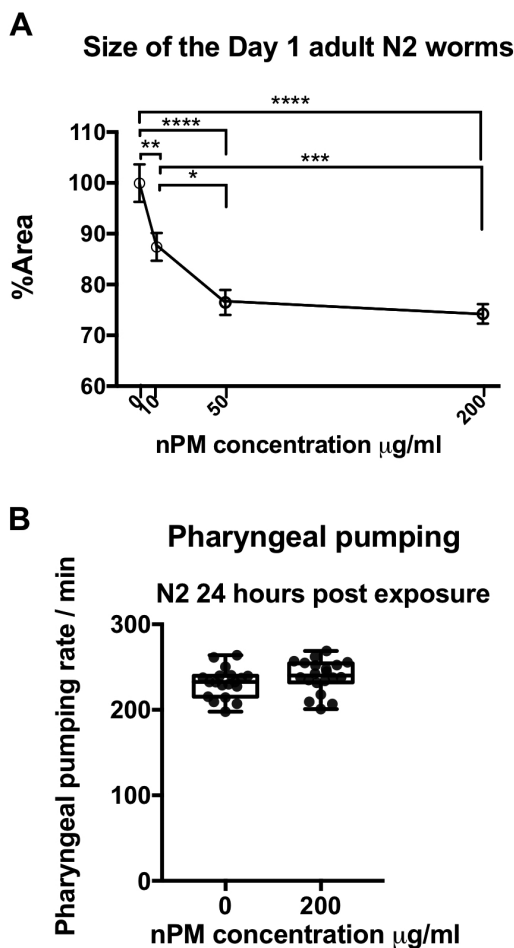 A
Size of the Day 1 adult N2 worms
****
****
**
***
*
110
100
90
80
70
60
%Area
0
10
50
200
nPM concentration μg/ml
B
Pharyngeal pumping
N2 24 hours post exposure
300
200
100
0
Pharyngeal pumping rate / min
0
200
nPM concentration μg/ml